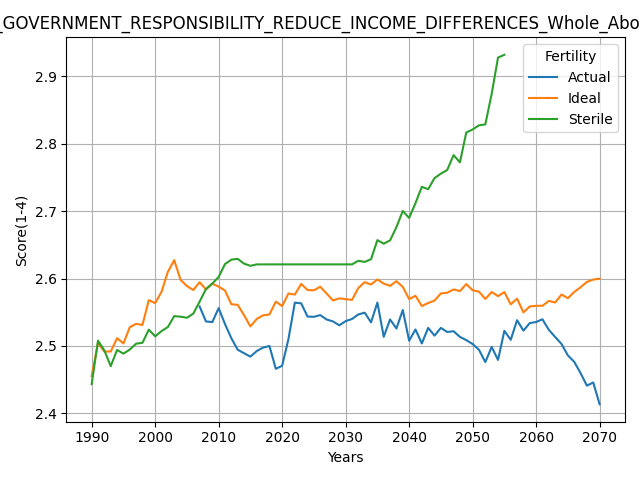 _GOVERNMENT_RESPONSIBILITY_REDUCE_INCOME_DIFFERENCES_Whole_Abo
Fertility
Actual
Ideal
Sterile
Score(1-4)
2.9
2.8
2.7
2.6
2.5
2.4
1990 2000 2010 2020 2030 2040 2050 2060 2070
Years